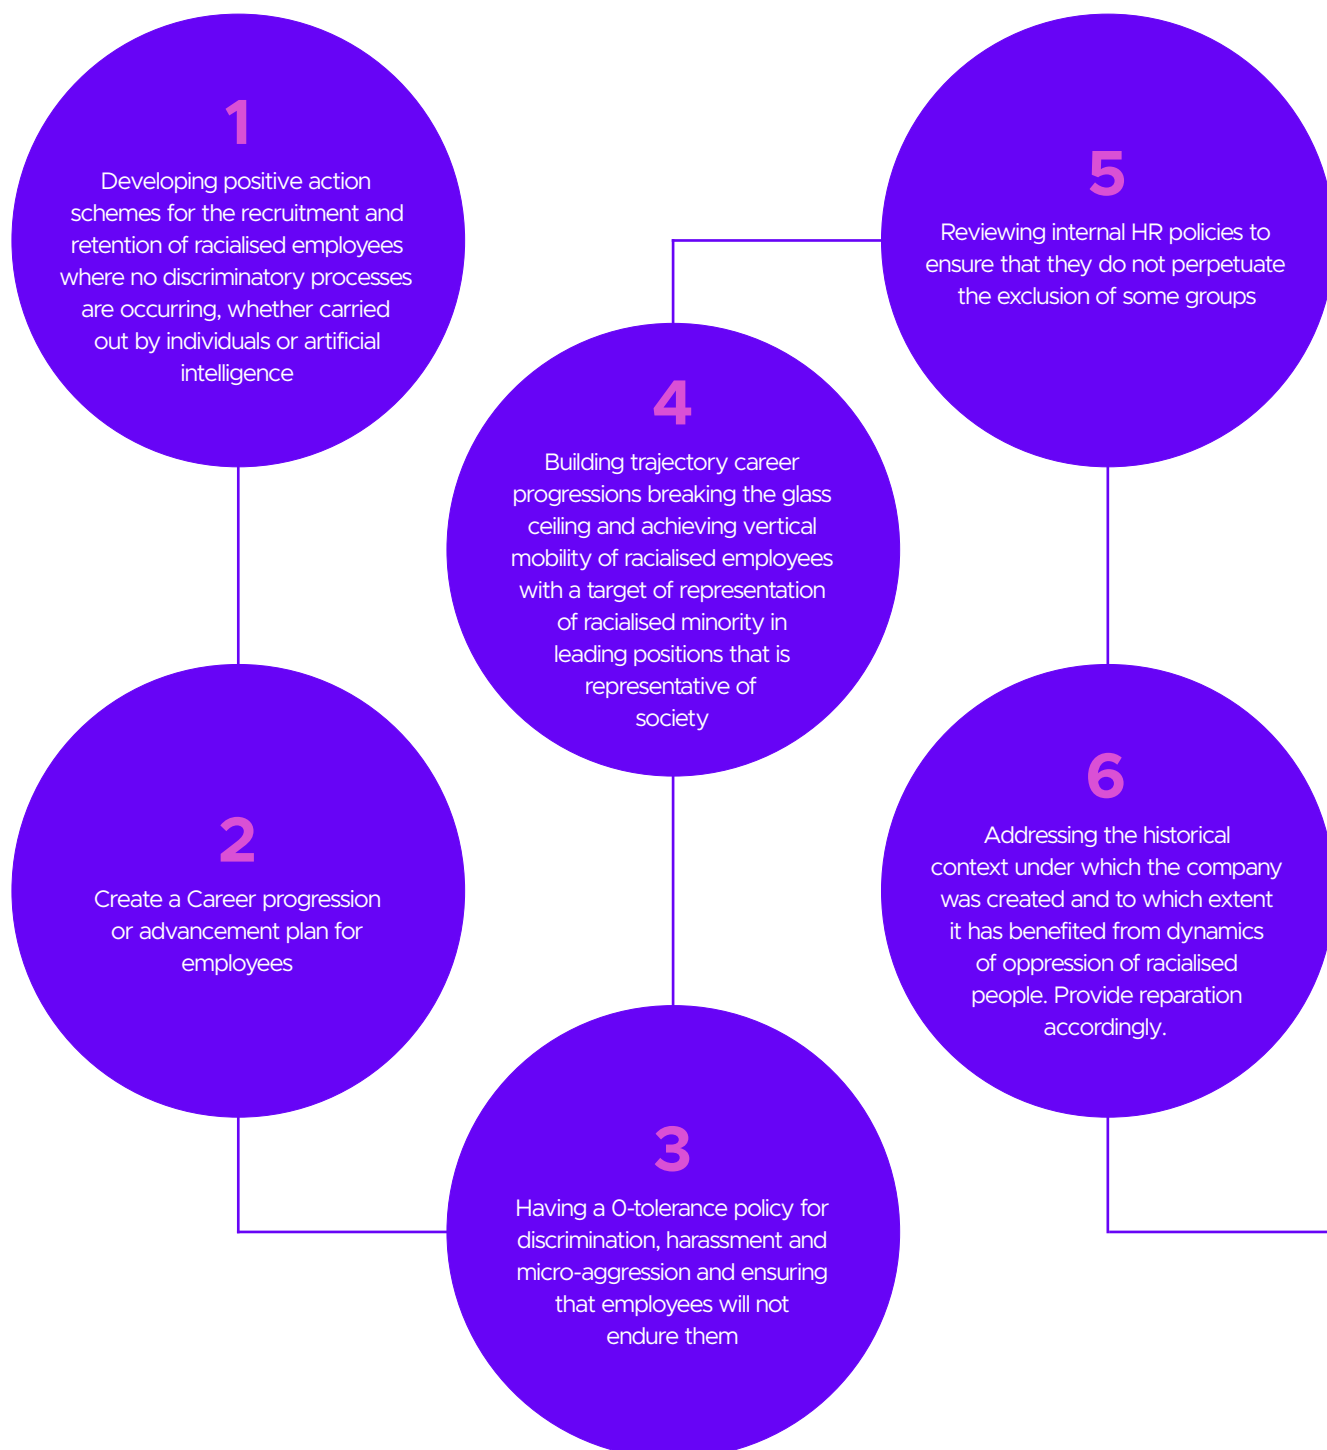 1
Developing positive action
schemes for the recruitment and
retention of racialised employees
where no discriminatory processes
are occurring, whether carried
out by individuals or artificial
intelligence
2
Create a Career progression
or advancement plan for
employees
3
Having a 0-tolerance policy for
discrimination, harassment and
micro-aggression and ensuring
that employees will not
endure them
4
Building trajectory career
progressions breaking the glass
ceiling and achieving vertical
mobility of racialised employees
with a target of representation
of racialised minority in
leading positions that is
representative of
society
5
Reviewing internal HR policies to
ensure that they do not perpetuate
the exclusion of some groups
6
Addressing the historical
context under which the company
was created and to which extent
it has benefited from dynamics
of oppression of racialised
people. Provide reparation
accordingly.